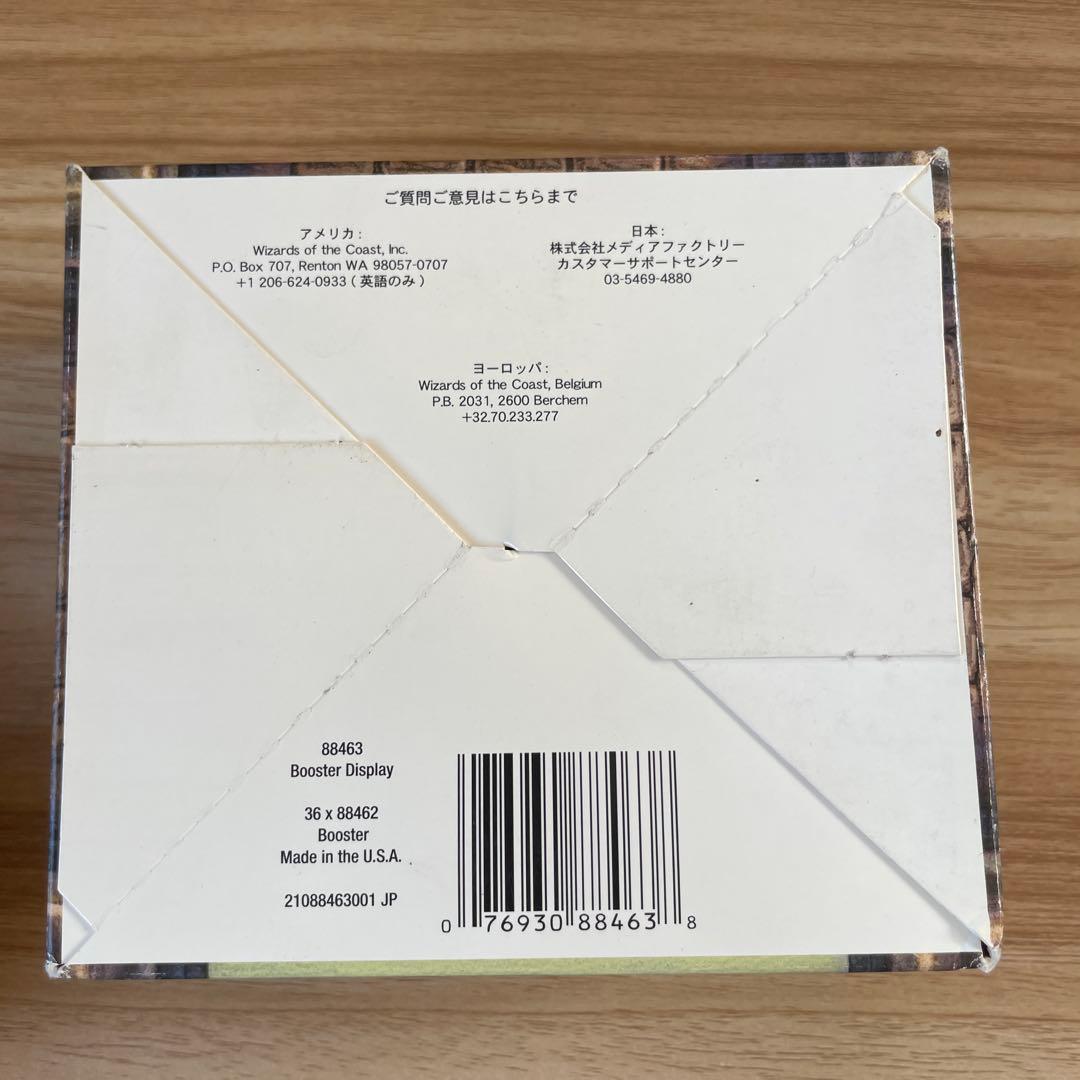 ご質問ご意見はこちらまで
アメリカ:
Wizards of the Coast, Inc.
P.O. Box 707, Renton WA 98057-0707
+1 206-624-0933 ( 英語のみ )
日本:
株式会社メディアファクトリー
カスタマーサポートセンター
03-5469-4880
ヨーロッパ:
Wizards of the Coast, Belgium
P.B. 2031, 2600 Berchem
+32.70.233.277
88463
Booster Display
36 x 88462
Booster
Made in the U.S.A.
21088463001 JP
0 76930 88463 8